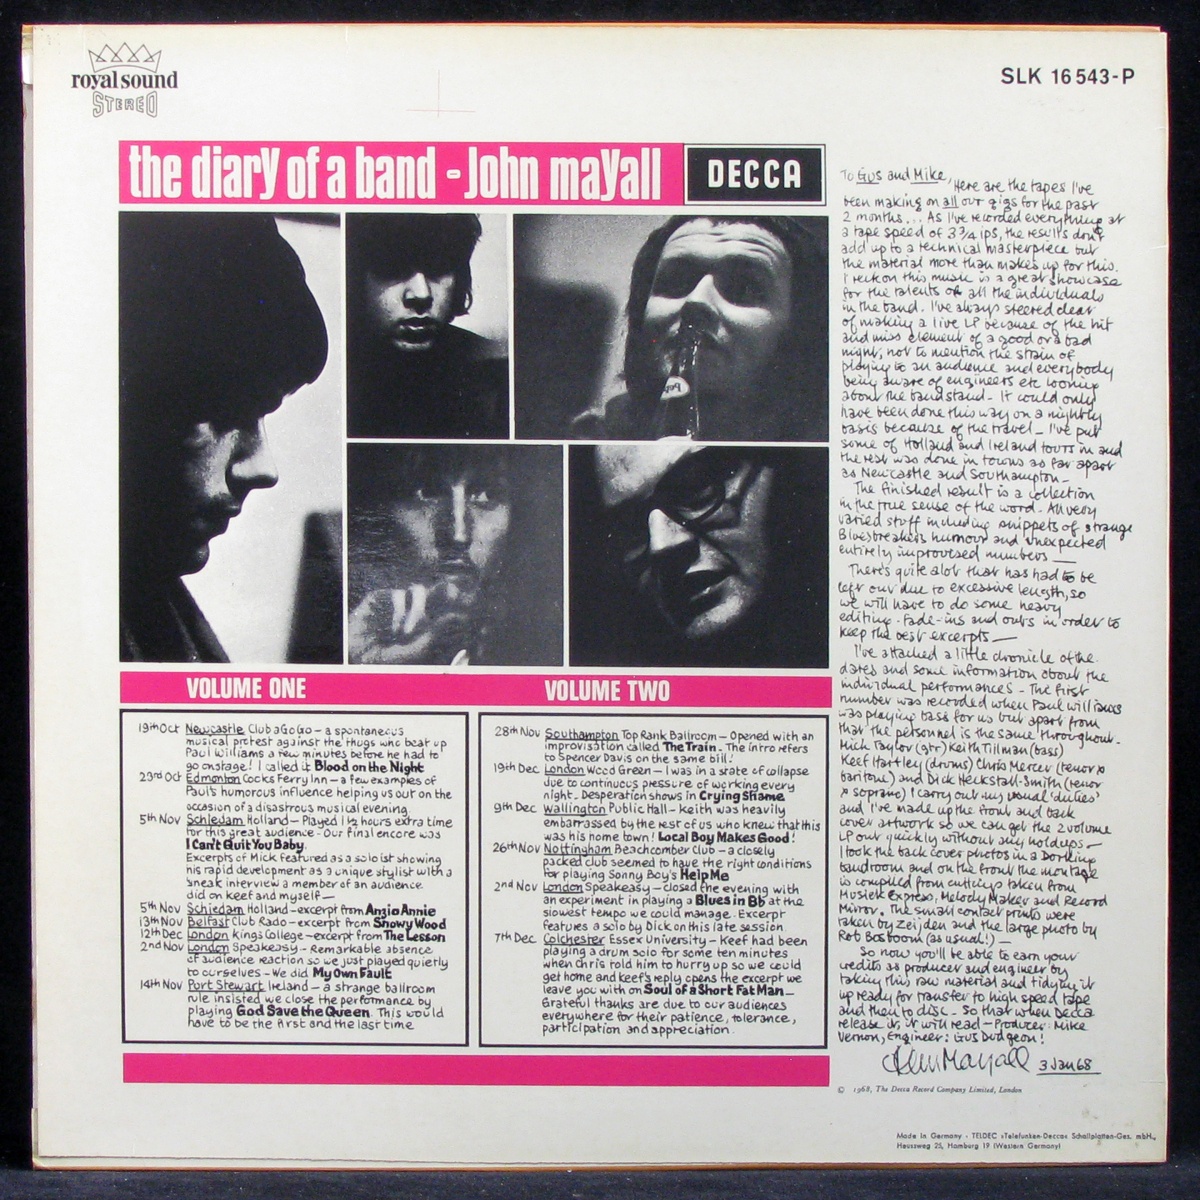 royal sound
STEREO
SLK 16543-P
the diary of a band - John mayall
DECCA
To Gus and Mike,
Here are the tapes I've
been making on all our gigs for the past
2 months... As I've recorded everything at
a tape speed of 3 3/4 ips, the results don't
add up to a technical masterpiece but
the material more than makes up for this.
I reckon this music is a great showcase
for the talents of all the individuals
in the band. I've always steered clear
of making a live LP because of the hit
and miss element of a good or a bad
night, not to mention the strain of
playing to an audience and everybody
being aware of engineers etc looning
about the bandstand - It could only
have been done this way on a nightly
basis because of the travel - I've put
some of Holland and Ireland tours in and
the rest was done in towns as far apart
as Newcastle and Southampton -
The finished result is a collection
in the true sense of the word - All very
varied stuff including snippets of strange
Bluesbreakers humour and unexpected
entirely improvised numbers —
There's quite alot that has had to be
left out due to excessive length, so
we will have to do some heavy
editing - Fade-ins and outs in order to
keep the best excerpts —
I've attached a little chronicle of the
dates and some information about the
individual performances - The first
number was recorded when Paul Williams
was playing bass for us but apart from
that the personnel is the same throughout -
Mick Taylor (gtr) Keith Tillman (bass)
Keef Hartley (drums) Chris Mercer (tenor &
baritone) and Dick Heckstall-Smith (tenor
& soprano) I carry out my usual 'duties'
and I've made up the front and back
cover artwork so we can get the 2 volume
LP out quickly without any holdups -
I took the back cover photos in a Dorking
bandroom and on the front the montage
is compiled from cuttings taken from
Musiek Express, Melody Maker and Record
Mirror. The small contact prints were
taken by Zeijden and the large photo by
Rob Bosboom (as usual!) —
So now you'll be able to earn your
credits as producer and engineer by
taking this raw material and tidying it
up ready for transfer to high speed tape
and then to disc - So that when Decca
release it, it will read - Producer: Mike
Vernon, Engineer: Gus Dudgeon!
John Mayall 3 Jan 68
© 1968, The Decca Record Company Limited, London
VOLUME ONE
19th Oct Newcastle Club a Go Go - a spontaneous
musical protest against the thugs who beat up
Paul Williams a few minutes before he had to
go onstage! I called it Blood on the Night
23rd Oct Edmonton Cooks Ferry Inn - a few examples of
Paul's humorous influence helping us out on the
occasion of a disastrous musical evening.
5th Nov Schiedam Holland - Played 1½ hours extra time
for this great audience - Our final encore was
I Can't Quit You Baby.
Excerpts of Mick featured as a soloist showing
his rapid development as a unique stylist with a
sneak interview a member of an audience
did on Keef and myself -
5th Nov Schiedam Holland - excerpt from Anzio Annie
13th Nov Belfast Club Rado - excerpt from Snowy Wood
12th Dec London Kings College - excerpt from The Lesson
2nd Nov London Speakeasy - Remarkable absence
of audience reaction so we just played quietly
to ourselves - We did My Own Fault
14th Nov Port Stewart Ireland - a strange ballroom
rule insisted we close the performance by
playing God Save the Queen. This would
have to be the first and the last time
VOLUME TWO
28th Nov Southampton Top Rank Ballroom - Opened with an
improvisation called The Train. The intro refers
to Spencer Davis on the same bill!
19th Dec London Wood Green - I was in a state of collapse
due to continuous pressure of working every
night - Desperation shows in Crying Shame
9th Dec Wallington Public Hall - Keith was heavily
embarrassed by the rest of us who knew that this
was his home town! Local Boy Makes Good!
26th Nov Nottingham Beachcomber Club - a closely
packed club seemed to have the right conditions
for playing Sonny Boy's Help Me
2nd Nov London Speakeasy - closed the evening with
an experiment in playing a Blues in Bb at the
slowest tempo we could manage. Excerpt
features a solo by Dick on this late session
7th Dec Colchester Essex University - Keef had been
playing a drum solo for some ten minutes
when Chris told him to hurry up so we could
get home and Keef's reply opens the excerpt we
leave you with on Soul of a Short Fat Man -
Grateful thanks are due to our audiences
everywhere for their patience, tolerance,
participation and appreciation.
Made in Germany · TELDEC »Telefunken-Decca« Schallplatten-Ges. mbH.,
Heussweg 25, Hamburg 19 (Western Germany)